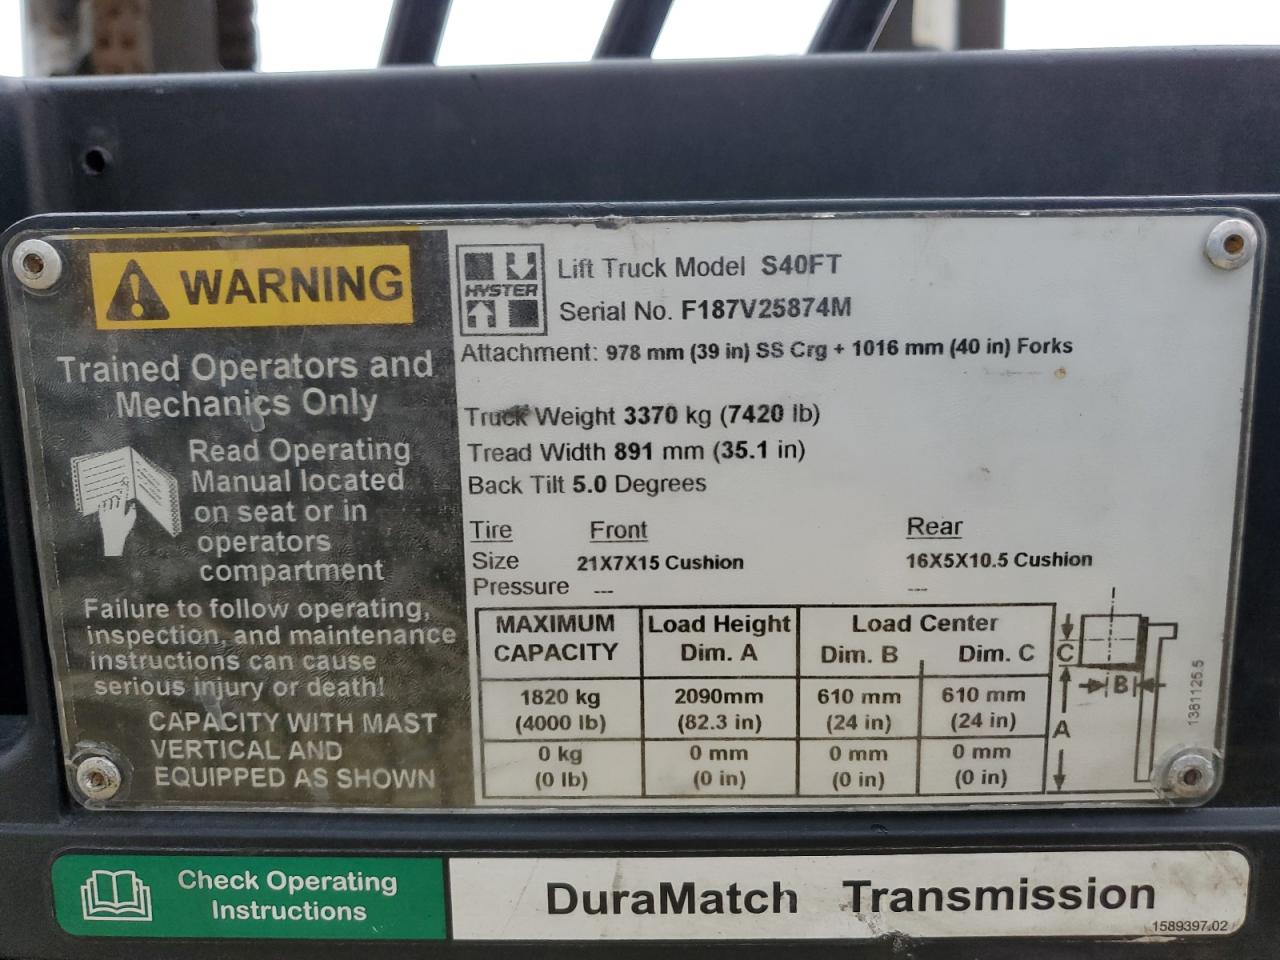 WARNING
Trained Operators and
Mechanics Only
Read Operating
Manual located
on seat or in
operators
compartment
Failure to follow operating,
inspection, and maintenance
instructions can cause
serious injury or death!
CAPACITY WITH MAST
VERTICAL AND
EQUIPPED AS SHOWN
HYSTER
Lift Truck Model S40FT
Serial No. F187V25874M
Attachment: 978 mm (39 in) SS Crg + 1016 mm (40 in) Forks
Truck Weight 3370 kg (7420 lb)
Tread Width 891 mm (35.1 in)
Back Tilt 5.0 Degrees
Tire Front Rear
Size 21X7X15 Cushion 16X5X10.5 Cushion
Pressure --- ---
MAXIMUM Load Height Load Center
CAPACITY Dim. A Dim. B Dim. C
1820 kg 2090mm 610 mm 610 mm
(4000 lb) (82.3 in) (24 in) (24 in)
0 kg 0 mm 0 mm 0 mm
(0 lb) (0 in) (0 in) (0 in)
C
B
A
1381125.5
Check Operating
Instructions
DuraMatch Transmission
1589397.02